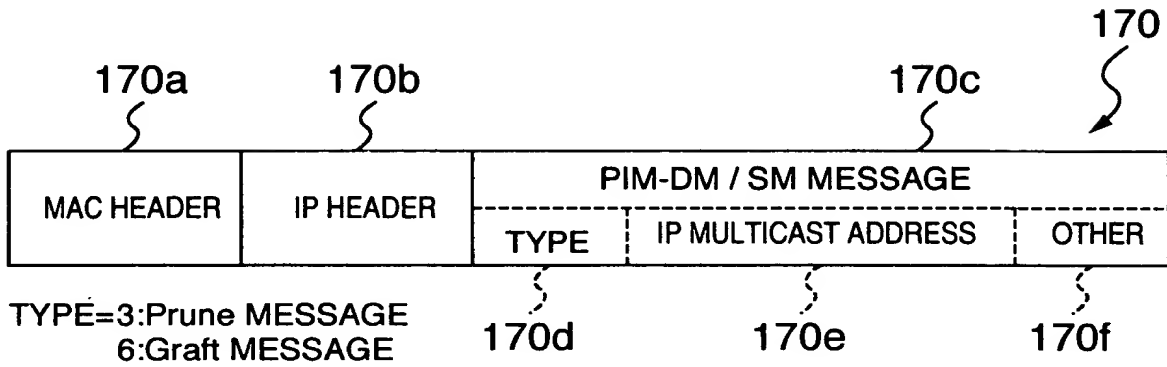 170
170a 170b 170c
MAC HEADER IP HEADER PIM-DM / SM MESSAGE
TYPE IP MULTICAST ADDRESS OTHER
TYPE=3:Prune MESSAGE
6:Graft MESSAGE
170d 170e 170f